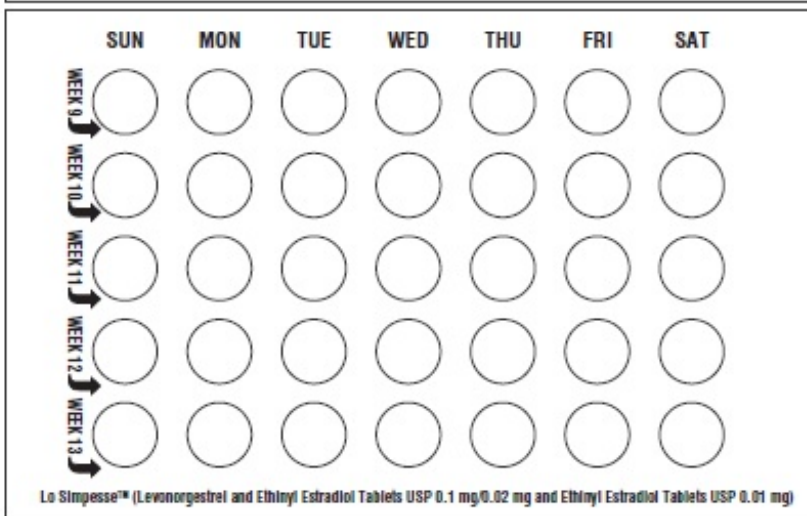 SUN MON TUE WED THU FRI SAT
WEEK 9
WEEK 10
WEEK 11
WEEK 12
WEEK 13
Lo Simpesse™ (Levonorgestrel and Ethinyl Estradiol Tablets USP 0.1 mg/0.02 mg and Ethinyl Estradiol Tablets USP 0.01 mg)